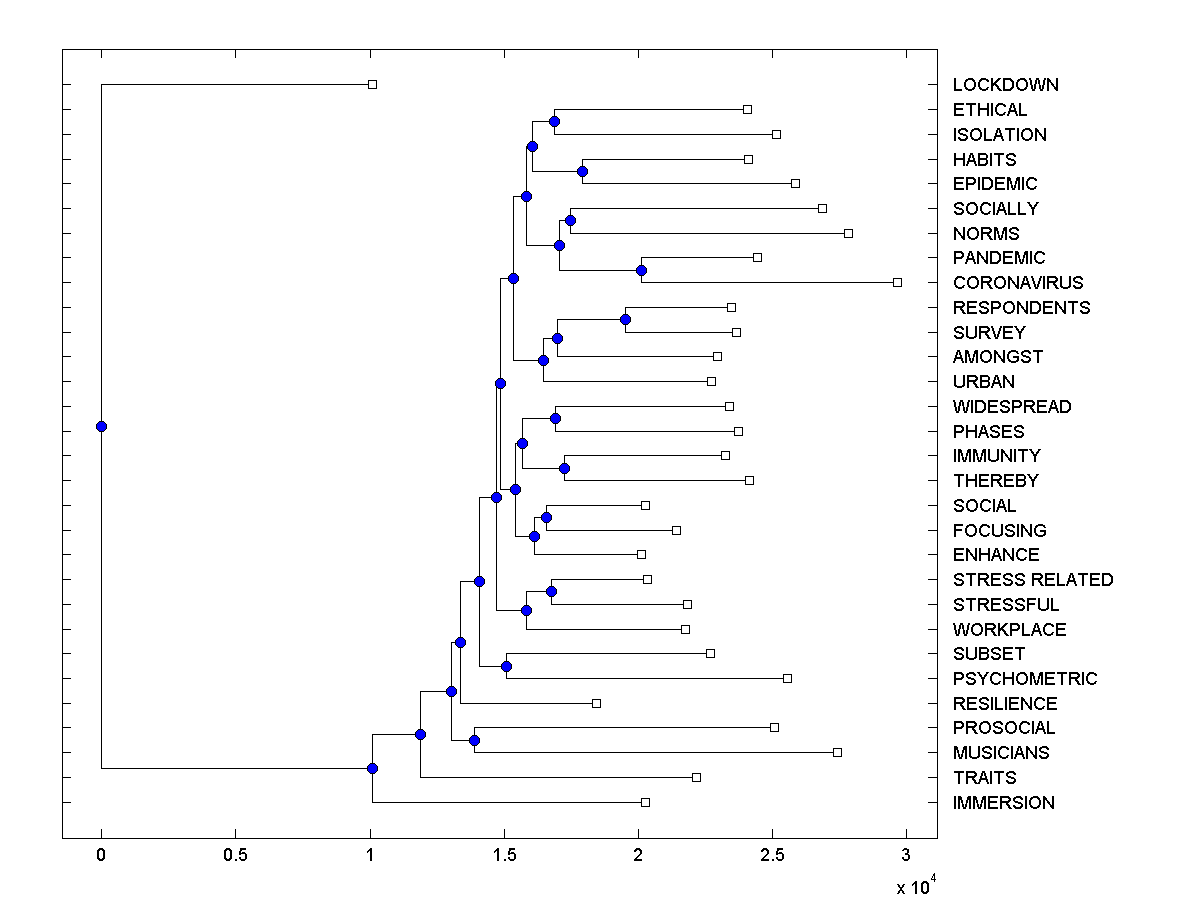 LOCKDOWN
ETHICAL
ISOLATION
HABITS
EPIDEMIC
SOCIALLY
NORMS
PANDEMIC
CORONAVIRUS
RESPONDENTS
SURVEY
AMONGST
URBAN
WIDESPREAD
PHASES
IMMUNITY
THEREBY
SOCIAL
FOCUSING
ENHANCE
STRESS RELATED
STRESSFUL
WORKPLACE
SUBSET
PSYCHOMETRIC
RESILIENCE
PROSOCIAL
MUSICIANS
TRAITS
IMMERSION
0 0.5 1 1.5 2 2.5 3
x 10^4